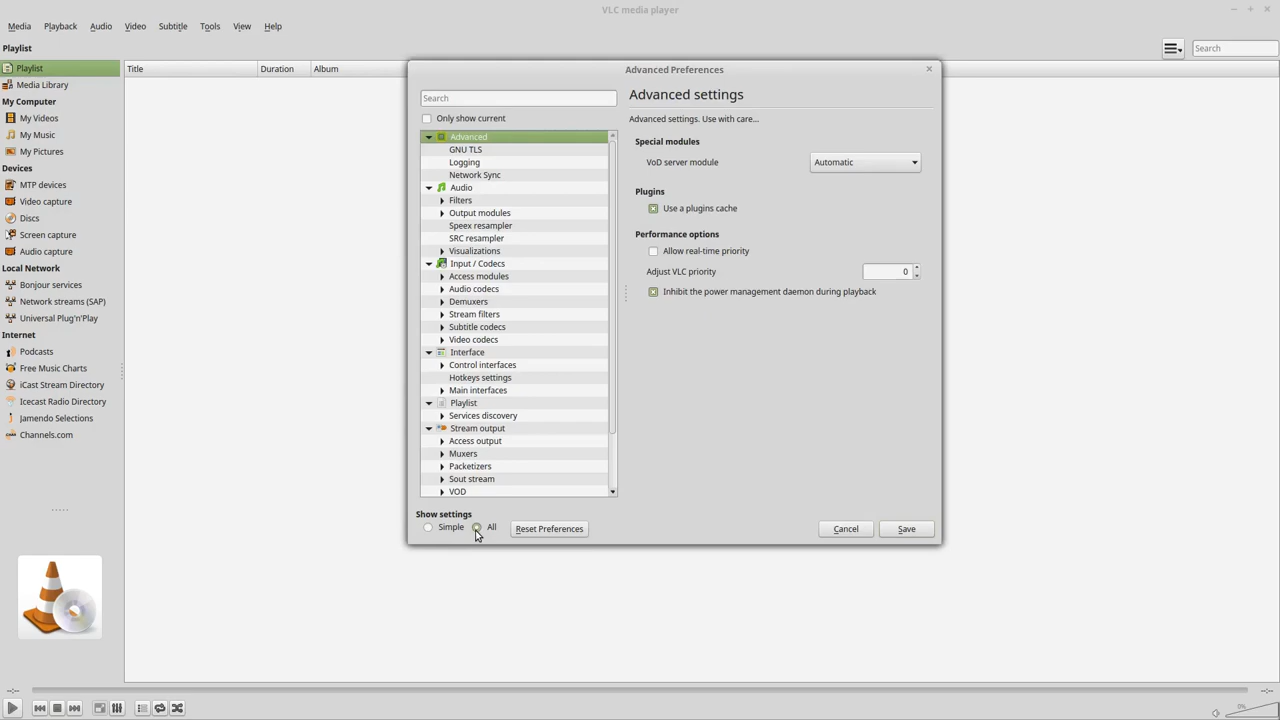 VLC media player
Media Playback Audio Video Subtitle Tools View Help
Playlist
Search
Playlist
Media Library
My Computer
My Videos
My Music
My Pictures
Devices
MTP devices
Video capture
Discs
Screen capture
Audio capture
Local Network
Bonjour services
Network streams (SAP)
Universal Plug'n'Play
Internet
Podcasts
Free Music Charts
iCast Stream Directory
Icecast Radio Directory
Jamendo Selections
Channels.com
Title Duration Album
Advanced Preferences
Search
Only show current
Advanced
GNU TLS
Logging
Network Sync
Audio
Filters
Output modules
Speex resampler
SRC resampler
Visualizations
Input / Codecs
Access modules
Audio codecs
Demuxers
Stream filters
Subtitle codecs
Video codecs
Interface
Control interfaces
Hotkeys settings
Main interfaces
Playlist
Services discovery
Stream output
Access output
Muxers
Packetizers
Sout stream
VOD
Advanced settings
Advanced settings. Use with care...
Special modules
VoD server module Automatic
Plugins
Use a plugins cache
Performance options
Allow real-time priority
Adjust VLC priority 0
Inhibit the power management daemon during playback
Show settings
Simple All Reset Preferences Cancel Save
--:-- --:--
0%